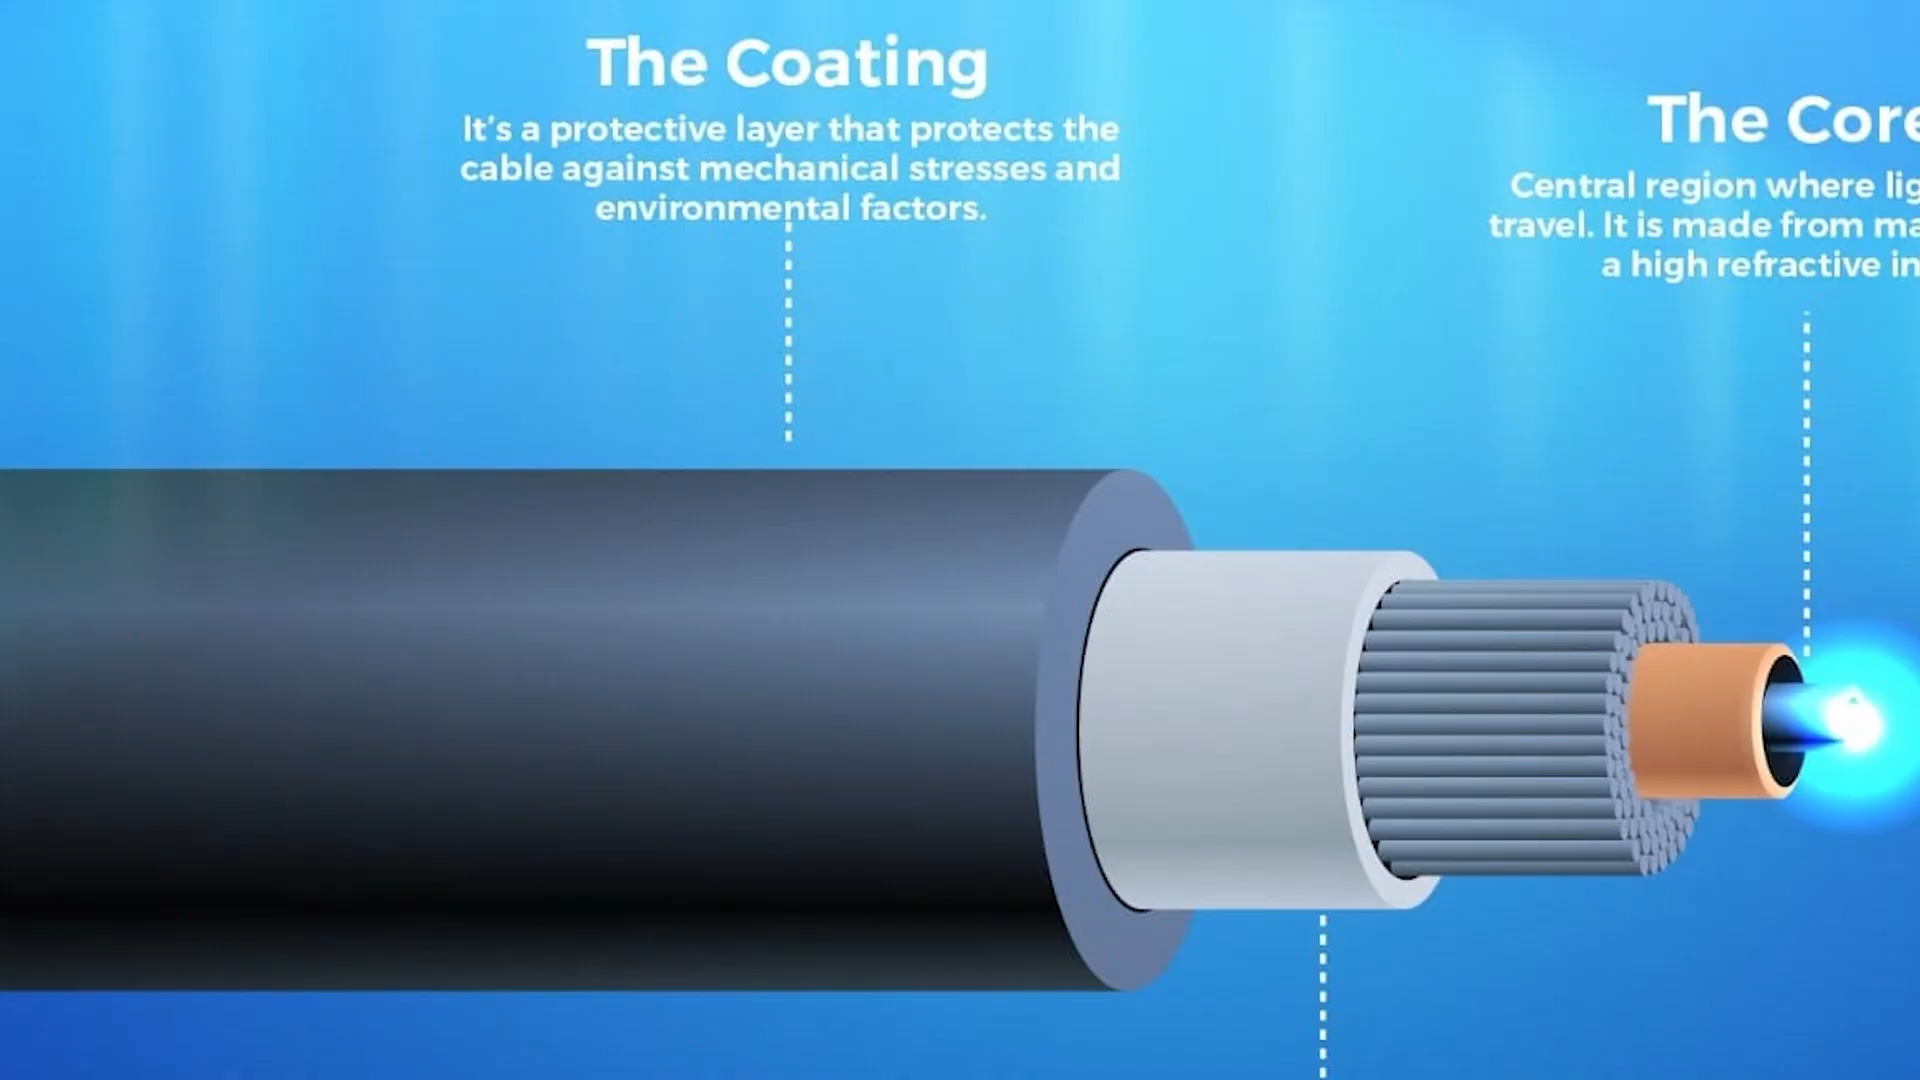 The Coating
It's a protective layer that protects the
cable against mechanical stresses and
environmental factors.
The Core
Central region where
travel. It is made from
a high refractive